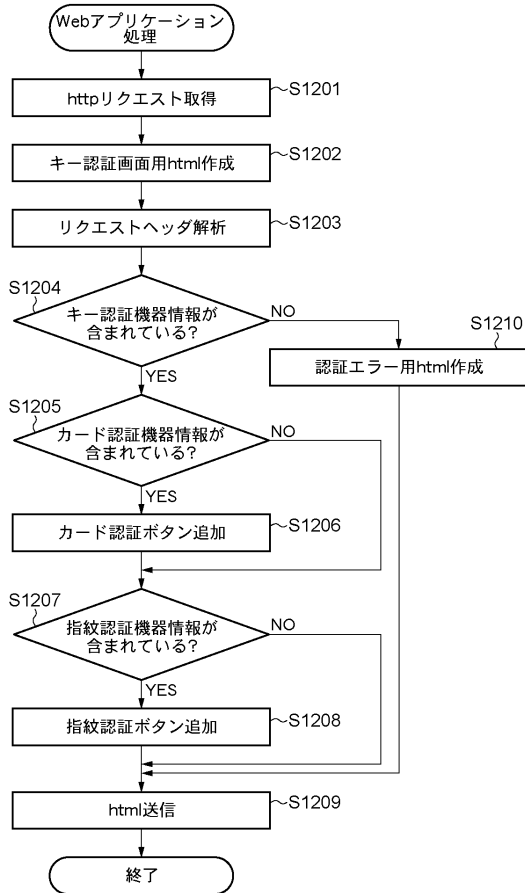 Webアプリケーション
処理
httpリクエスト取得
S1201
キー認証画面用html作成
S1202
リクエストヘッダ解析
S1203
S1204
キー認証機器情報が
含まれている?
NO
YES
S1210
認証エラー用html作成
S1205
カード認証機器情報が
含まれている?
NO
YES
カード認証ボタン追加
S1206
S1207
指紋認証機器情報が
含まれている?
NO
YES
指紋認証ボタン追加
S1208
html送信
S1209
終了